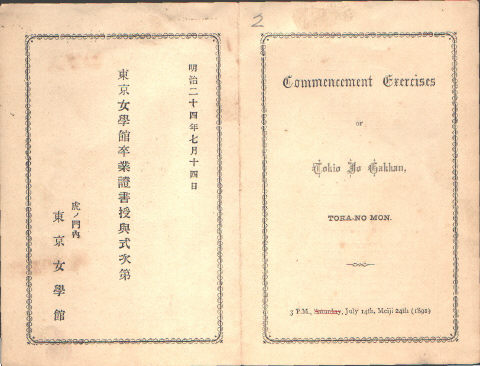 明治二十四年七月十四日
東京女學館卒業證書授與式次第
虎ノ門內
東京女學館
2
Commencement Exercises
OF
Tokio Jo Gakkan,
TORA-NO MON.
3 P.M., Saturday, July 14th, Meiji 24th (1891)